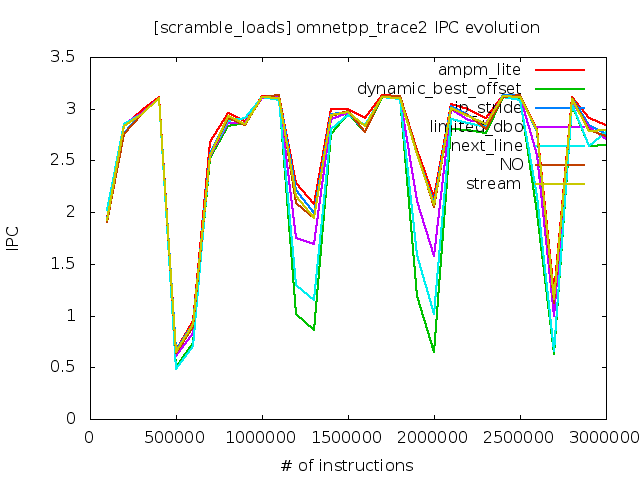 [scramble_loads] omnetpp_trace2 IPC evolution
3.5
3
2.5
2
1.5
1
0.5
0
IPC
ampm_lite
dynamic_best_offset
ip_stride
limited_dbo
next_line
NO
stream
0 500000 1000000 1500000 2000000 2500000 3000000
# of instructions